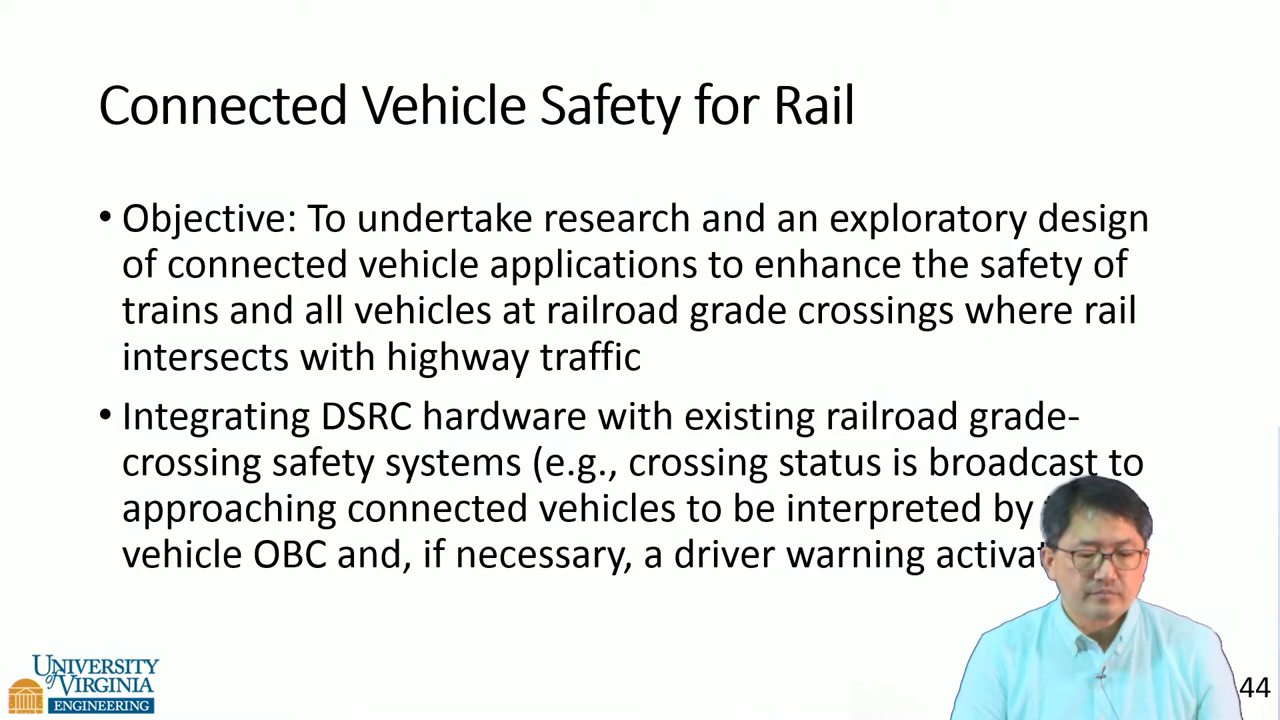 Connected Vehicle Safety for Rail
• Objective: To undertake research and an exploratory design
of connected vehicle applications to enhance the safety of
trains and all vehicles at railroad grade crossings where rail
intersects with highway traffic
• Integrating DSRC hardware with existing railroad grade-
crossing safety systems (e.g., crossing status is broadcast to
approaching connected vehicles to be interpreted by
vehicle OBC and, if necessary, a driver warning
UNIVERSITY
of VIRGINIA
ENGINEERING
44